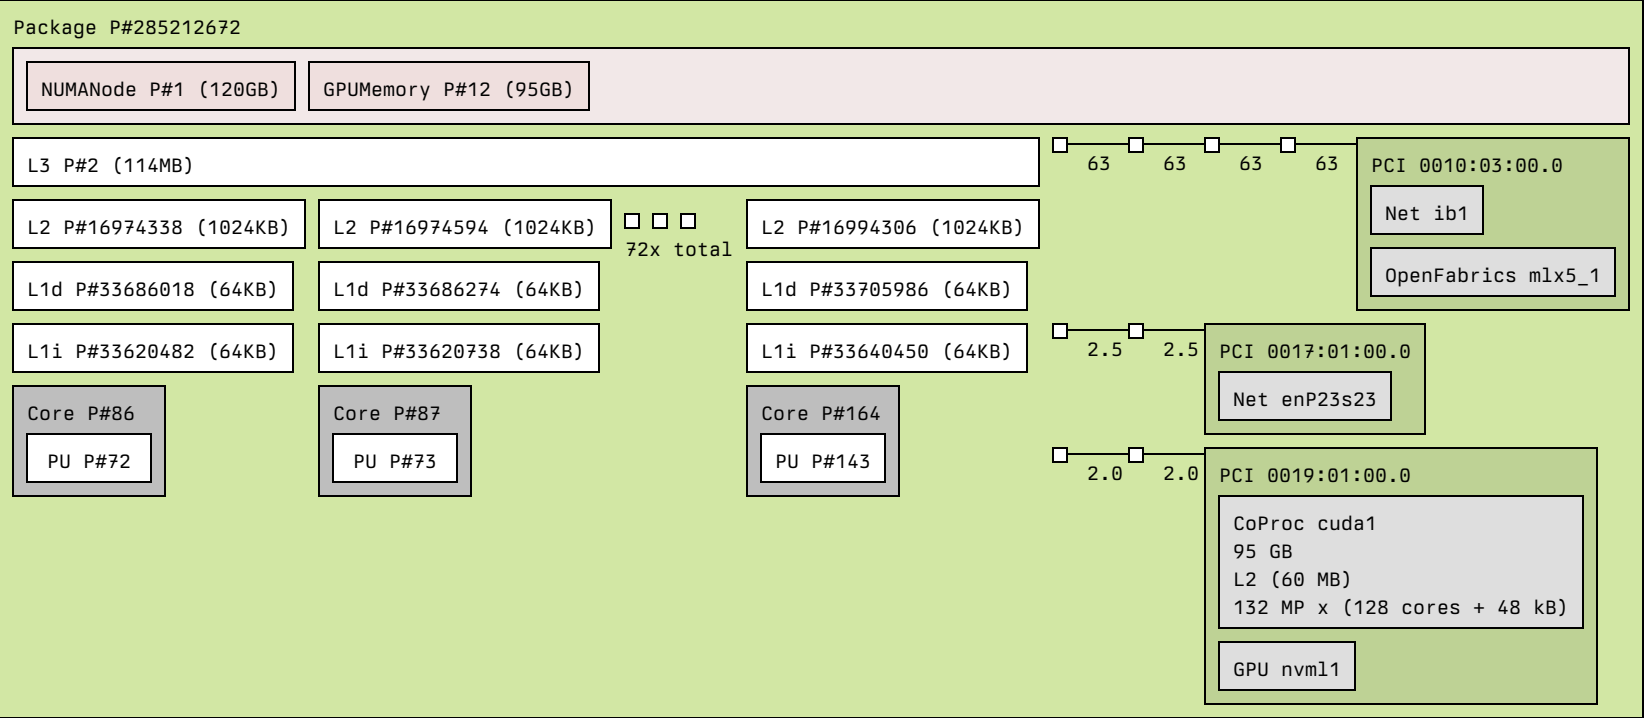 Package P#285212672
NUMANode P#1 (120GB)
GPUMemory P#12 (95GB)
L3 P#2 (114MB)
L2 P#16974338 (1024KB)
L2 P#16974594 (1024KB)
72x total
L2 P#16994306 (1024KB)
L1d P#33686018 (64KB)
L1d P#33686274 (64KB)
L1d P#33705986 (64KB)
L1i P#33620482 (64KB)
L1i P#33620738 (64KB)
L1i P#33640450 (64KB)
Core P#86
PU P#72
Core P#87
PU P#73
Core P#164
PU P#143
63
63
63
63
PCI 0010:03:00.0
Net ib1
OpenFabrics mlx5_1
2.5
2.5
PCI 0017:01:00.0
Net enP23s23
2.0
2.0
PCI 0019:01:00.0
CoProc cuda1
95 GB
L2 (60 MB)
132 MP x (128 cores + 48 kB)
GPU nvml1